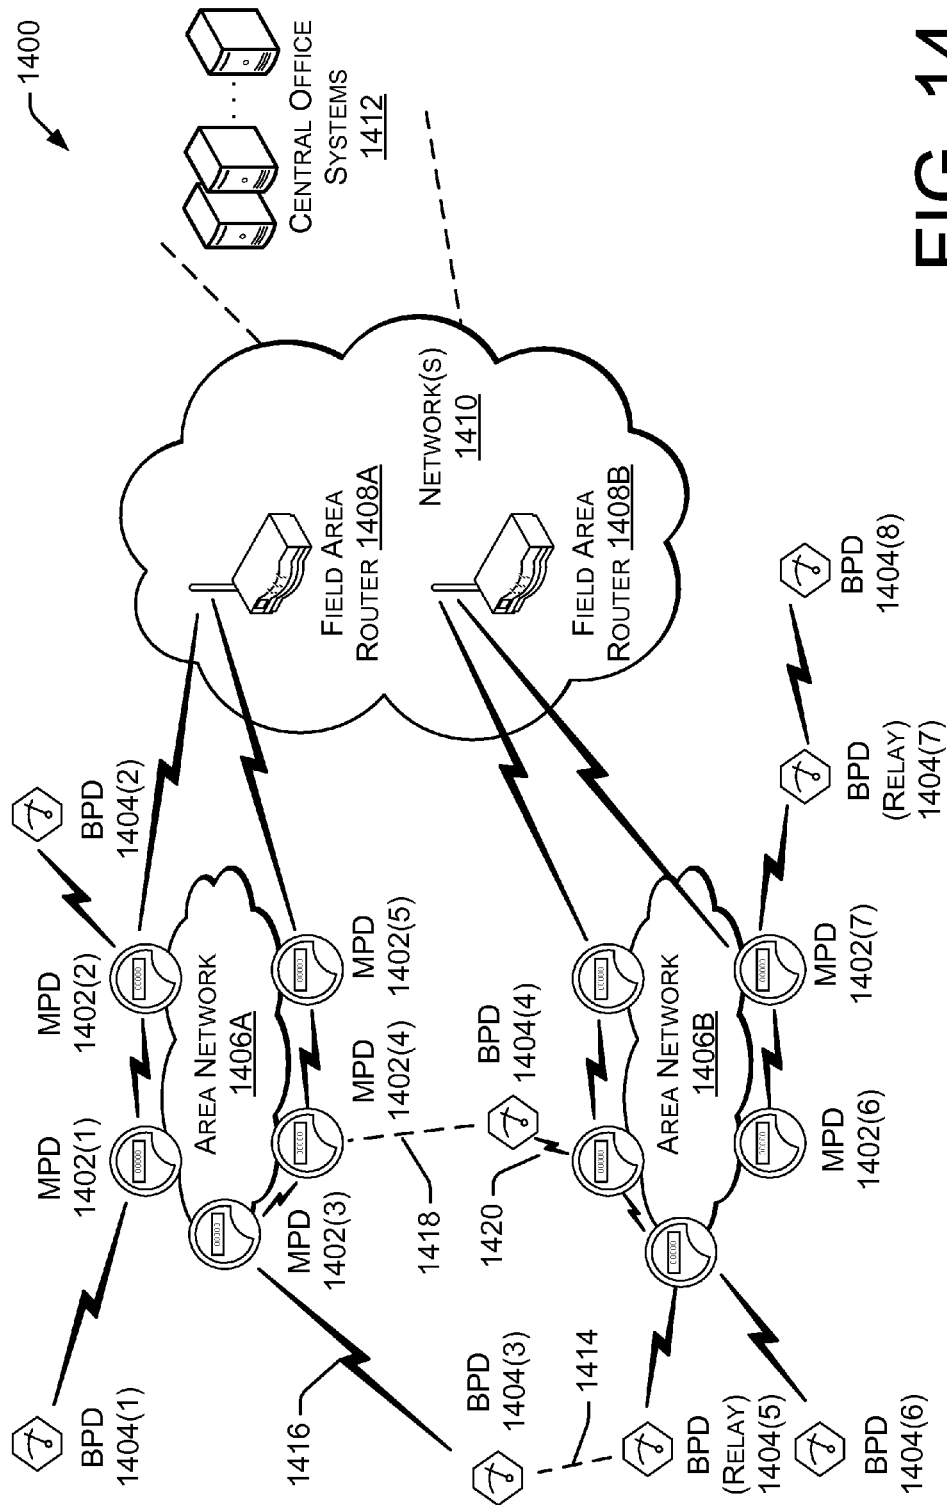 1400
CENTRAL OFFICE
SYSTEMS
1412
NETWORK(S)
1410
FIELD AREA
ROUTER 1408A
FIELD AREA
ROUTER 1408B
BPD
1404(2)
MPD
1402(2)
MPD
1402(1)
AREA NETWORK
1406A
MPD
1402(5)
MPD
1402(4)
MPD
1402(3)
BPD
1404(1)
1416
1418
1420
BPD
1404(4)
BPD
1404(3)
1414
AREA NETWORK
1406B
BPD
(RELAY)
1404(5)
BPD
1404(6)
MPD
1402(6)
MPD
1402(7)
BPD
(RELAY)
1404(7)
BPD
1404(8)
FIG. 14